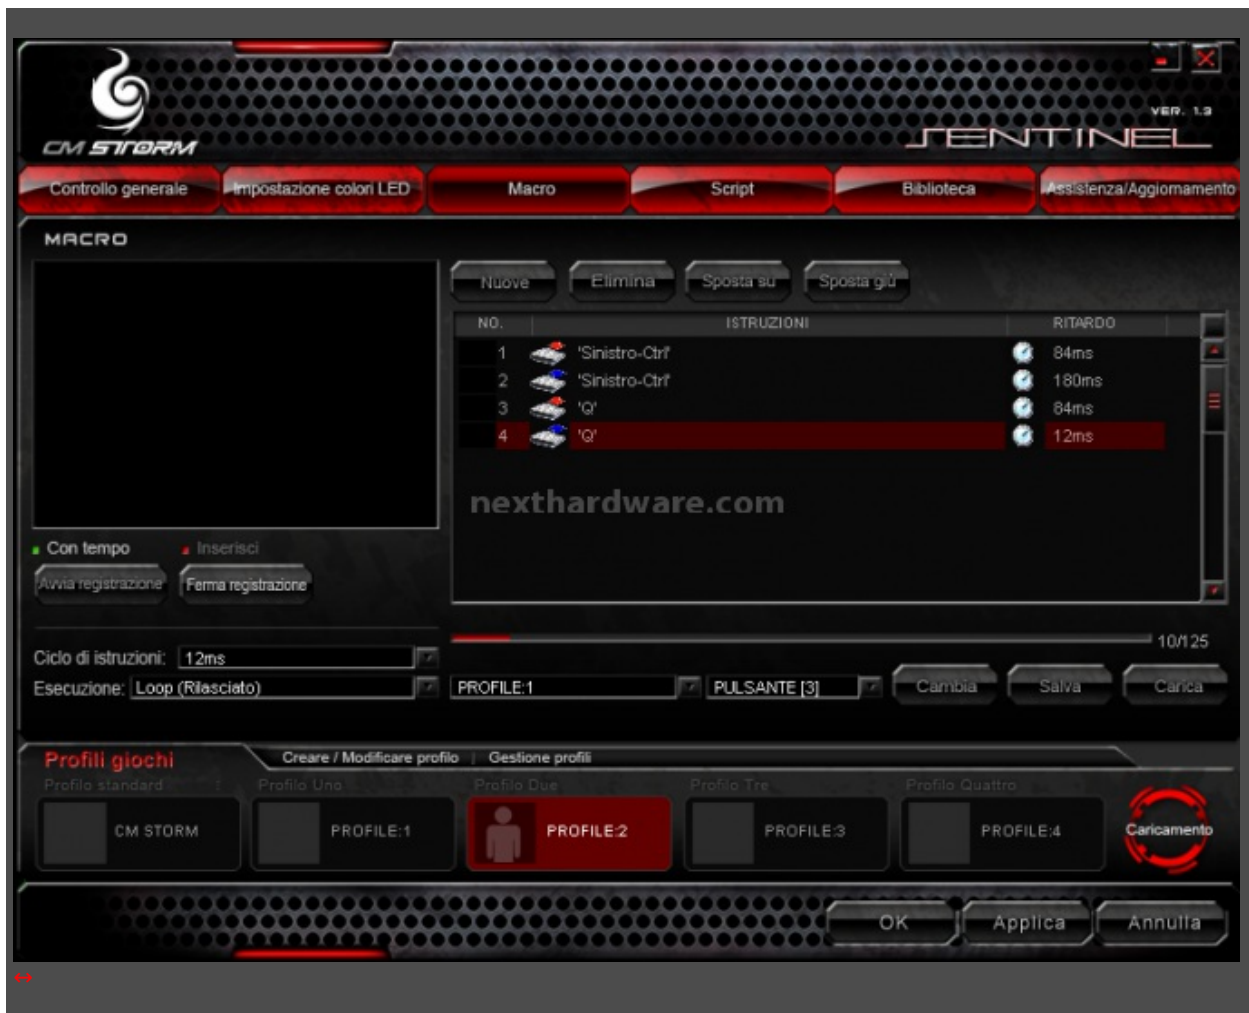 CM STORM
VER. 1.3
SENTINEL
Controllo generale
Impostazione colori LED
Macro
Script
Biblioteca
Assistenza/Aggiornamento
MACRO
Nuove
Elimina
Sposta su
Sposta giù
NO.
ISTRUZIONI
RITARDO
1 'Sinistro-Ctrl' 84ms
2 'Sinistro-Ctrl' 180ms
3 'Q' 84ms
4 'Q' 12ms
nexthardware.com
Con tempo
Inserisci
Avvia registrazione
Ferma registrazione
10/125
Ciclo di istruzioni: 12ms
Esecuzione: Loop (Rilasciato)
PROFILE:1
PULSANTE [3]
Cambia
Salva
Carica
Profili giochi
Creare / Modificare profilo | Gestione profili
Profilo standard :
Profilo Uno
Profilo Due
Profilo Tre
Profilo Quattro
CM STORM
PROFILE:1
PROFILE:2
PROFILE:3
PROFILE:4
Caricamento
OK
Applica
Annulla